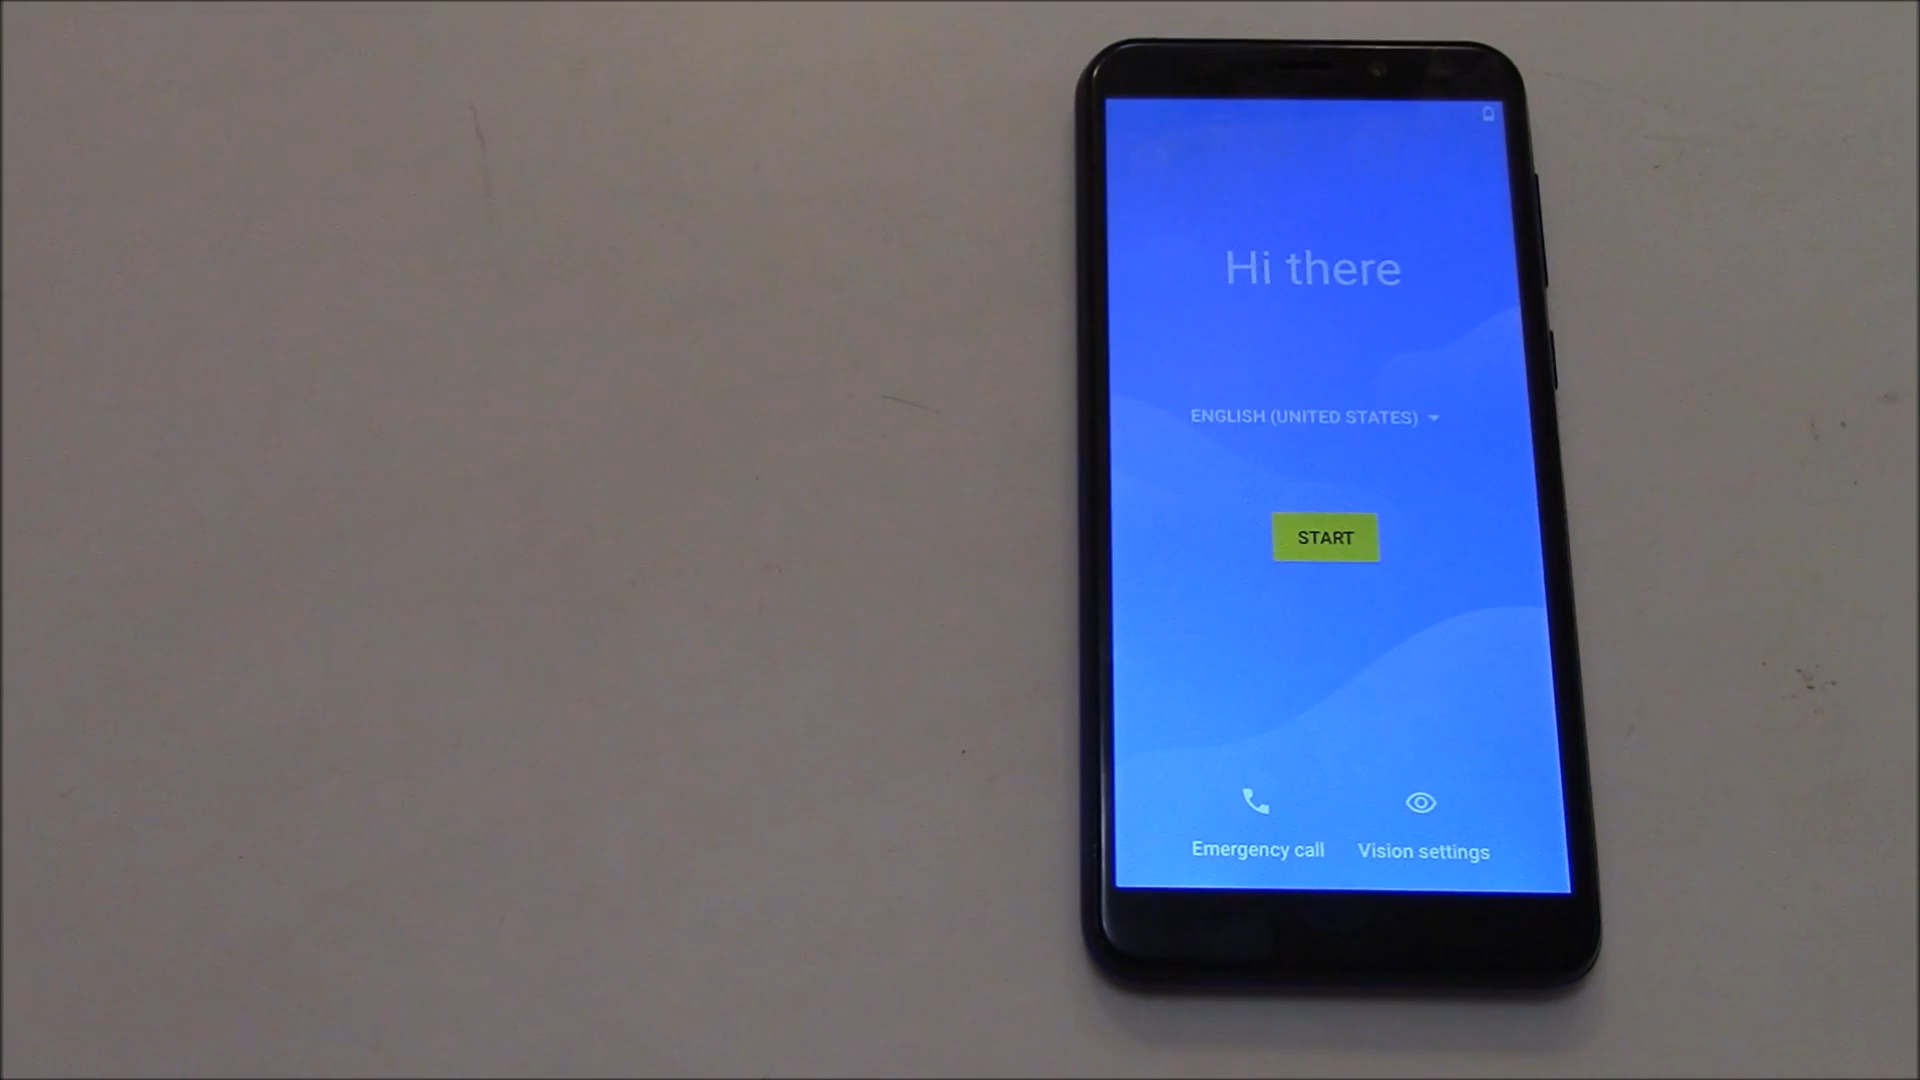 Hi there
ENGLISH (UNITED STATES)
START
Emergency call
Vision settings